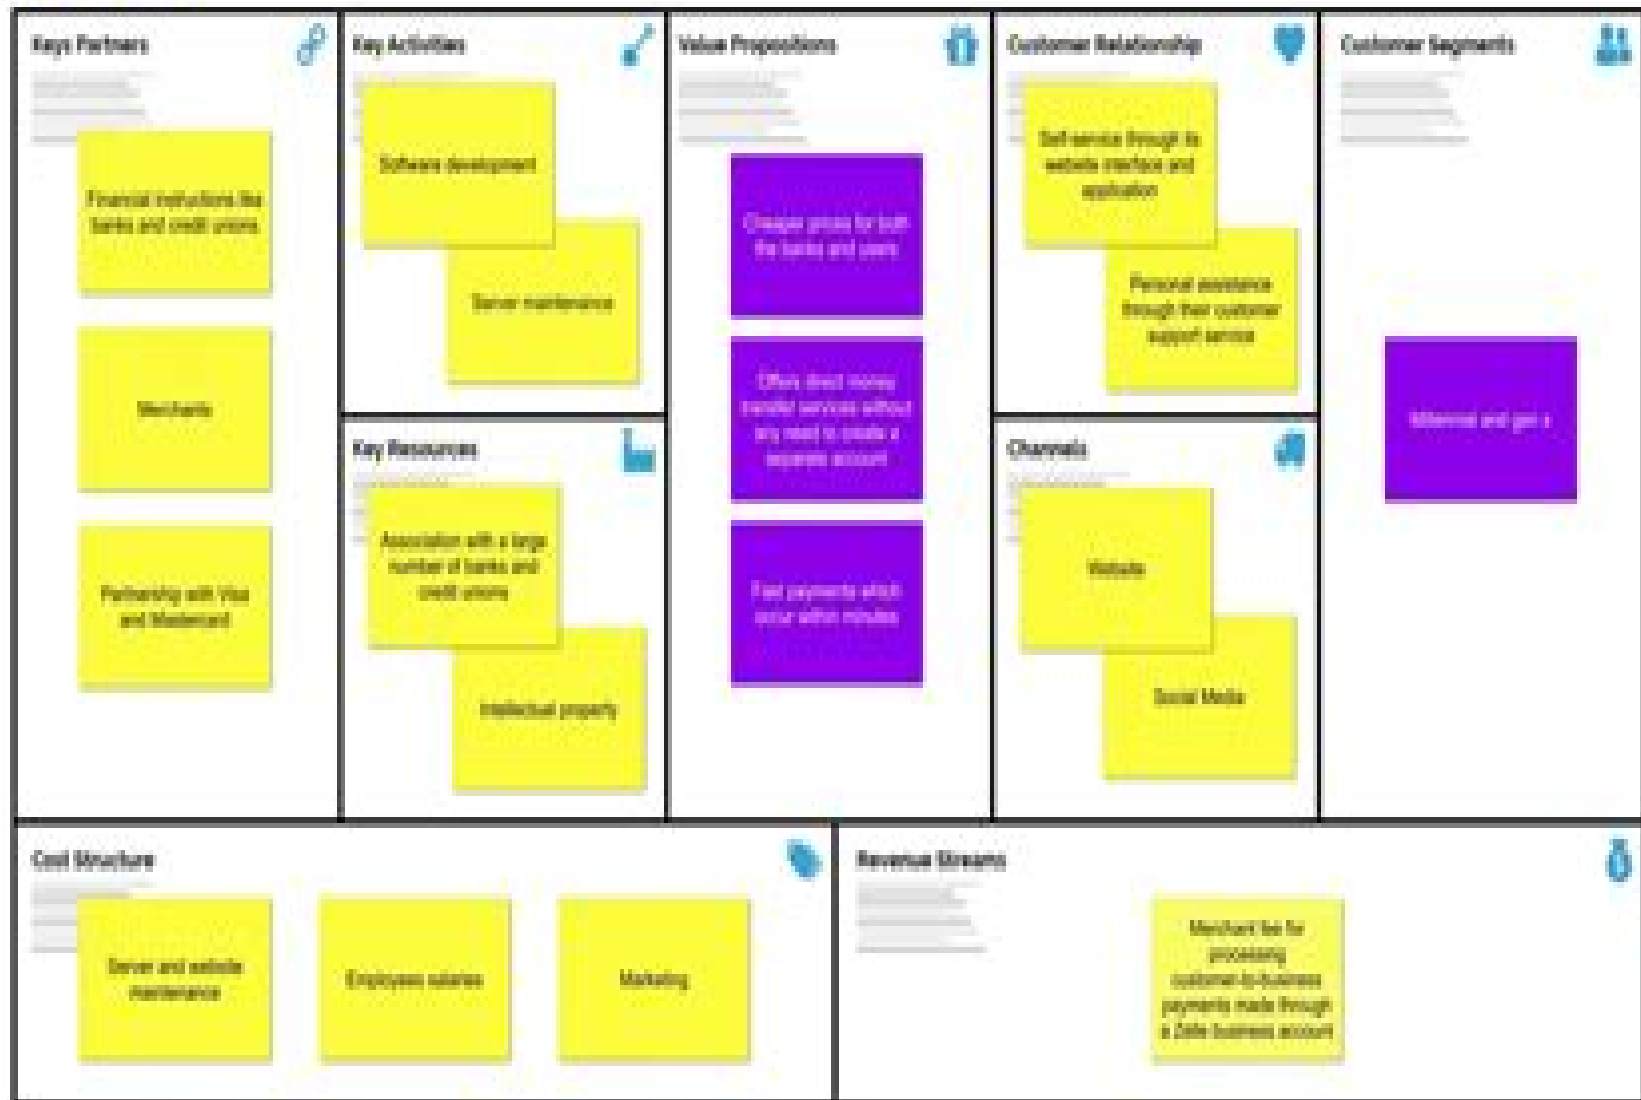 Keys Partners
Financial instructions like
banks and credit unions
Merchants
Partnership with Visa
and Mastercard
Key Activities
Software development
Server maintenance
Key Resources
Association with a large
number of banks and
credit unions
Intellectual property
Value Propositions
Cheaper prices for both
the banks and users
Offers direct money
transfer services without
any need to create a
separate account
Fast payments which
occur within minutes
Customer Relationship
Self-service through its
website interface and
application
Personal assistance
through their customer
support service
Channels
Website
Social Media
Customer Segments
Millennial and gen
Cost Structure
Server and website
maintenance
Employees salaries
Marketing
Revenue Streams
Merchant fee for
processing
customer-to-business
payments made through
a Zelle business account